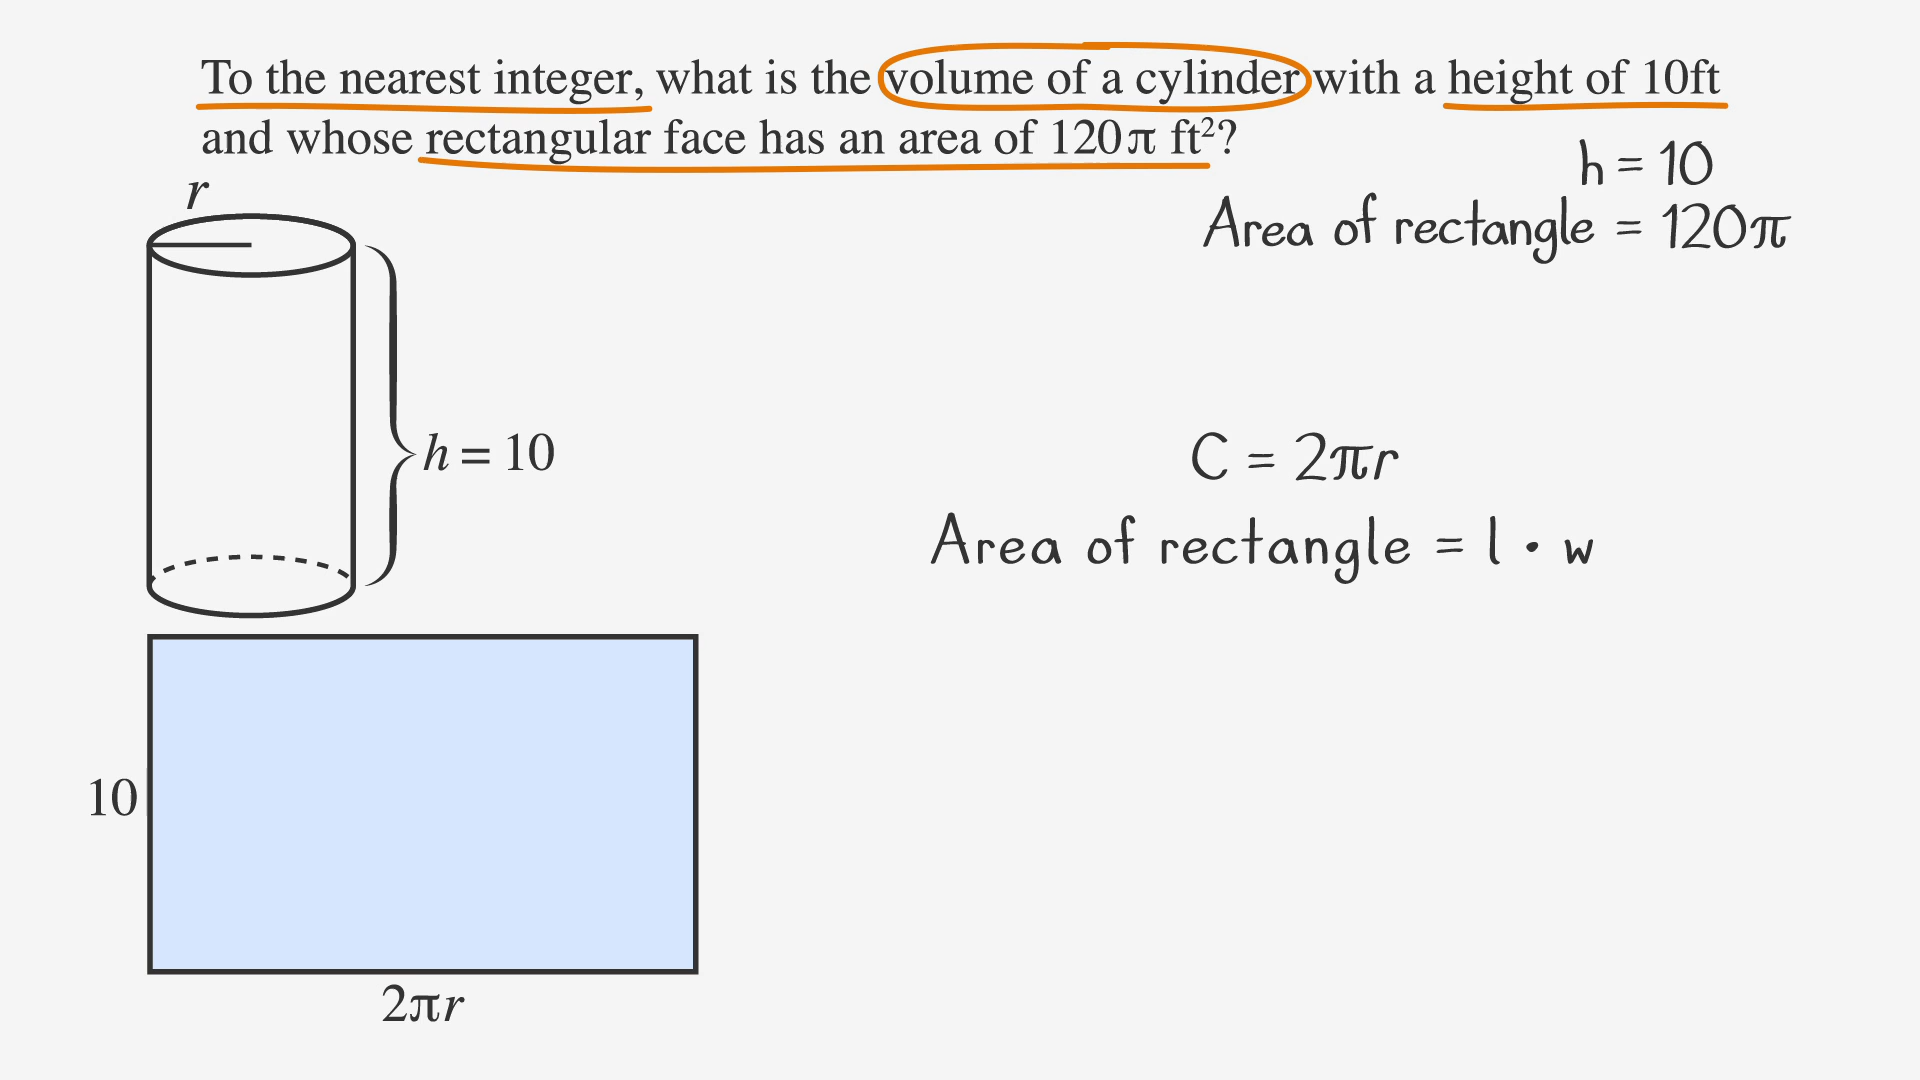 To the nearest integer, what is the volume of a cylinder with a height of 10ft
and whose rectangular face has an area of 120π ft²?
h = 10
Area of rectangle = 120π
r
h = 10
C = 2πr
Area of rectangle = l · w
10
2πr